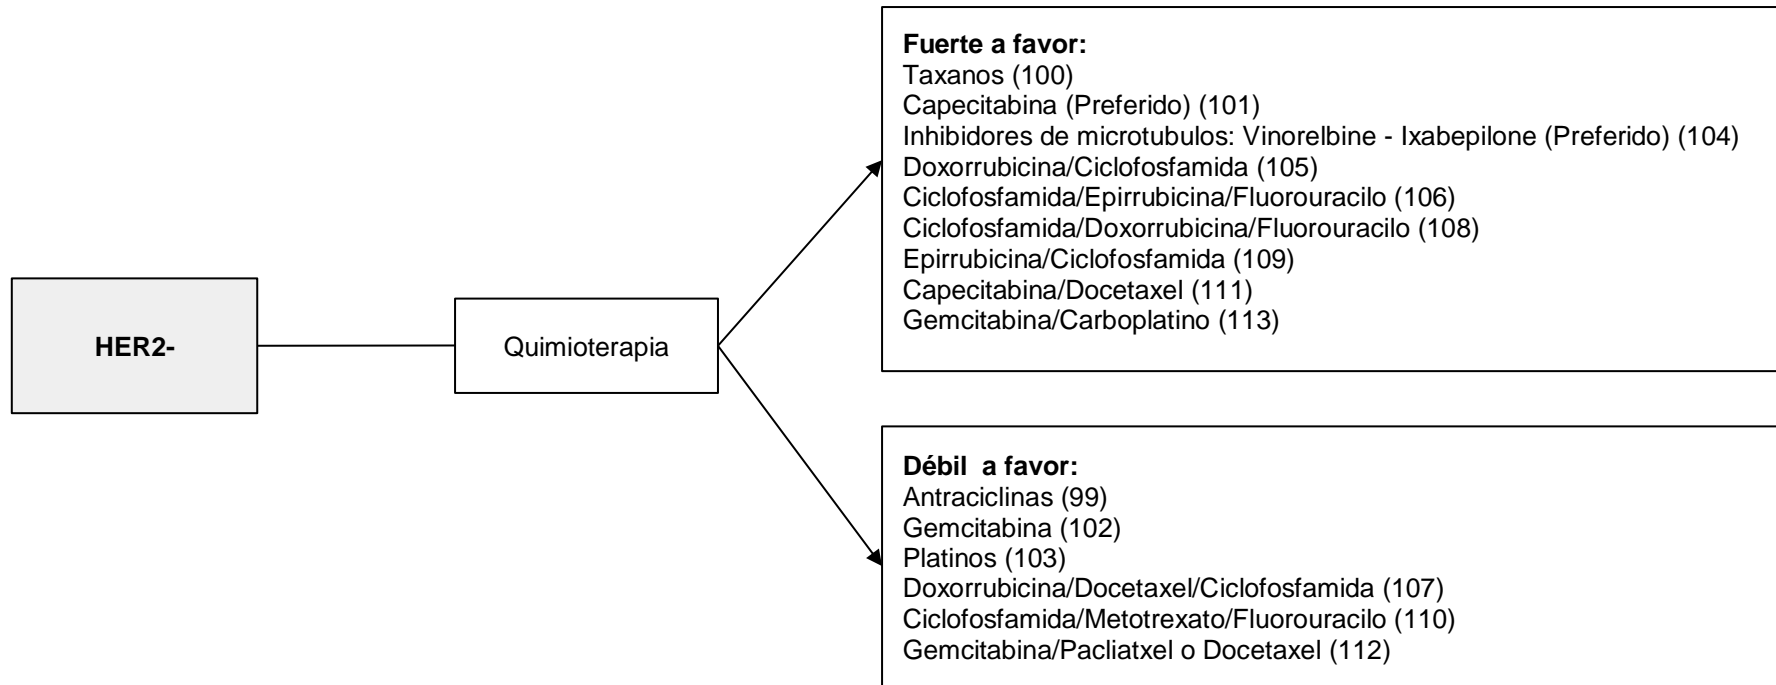 HER2-
Quimioterapia
Fuerte a favor:
Taxanos (100)
Capecitabina (Preferido) (101)
Inhibidores de microtubulos: Vinorelbine - Ixabepilone (Preferido) (104)
Doxorrubicina/Ciclofosfamida (105)
Ciclofosfamida/Epirrubicina/Fluorouracilo (106)
Ciclofosfamida/Doxorrubicina/Fluorouracilo (108)
Epirrubicina/Ciclofosfamida (109)
Capecitabina/Docetaxel (111)
Gemcitabina/Carboplatino (113)
Débil a favor:
Antraciclinas (99)
Gemcitabina (102)
Platinos (103)
Doxorrubicina/Docetaxel/Ciclofosfamida (107)
Ciclofosfamida/Metotrexato/Fluorouracilo (110)
Gemcitabina/Pacliatxel o Docetaxel (112)